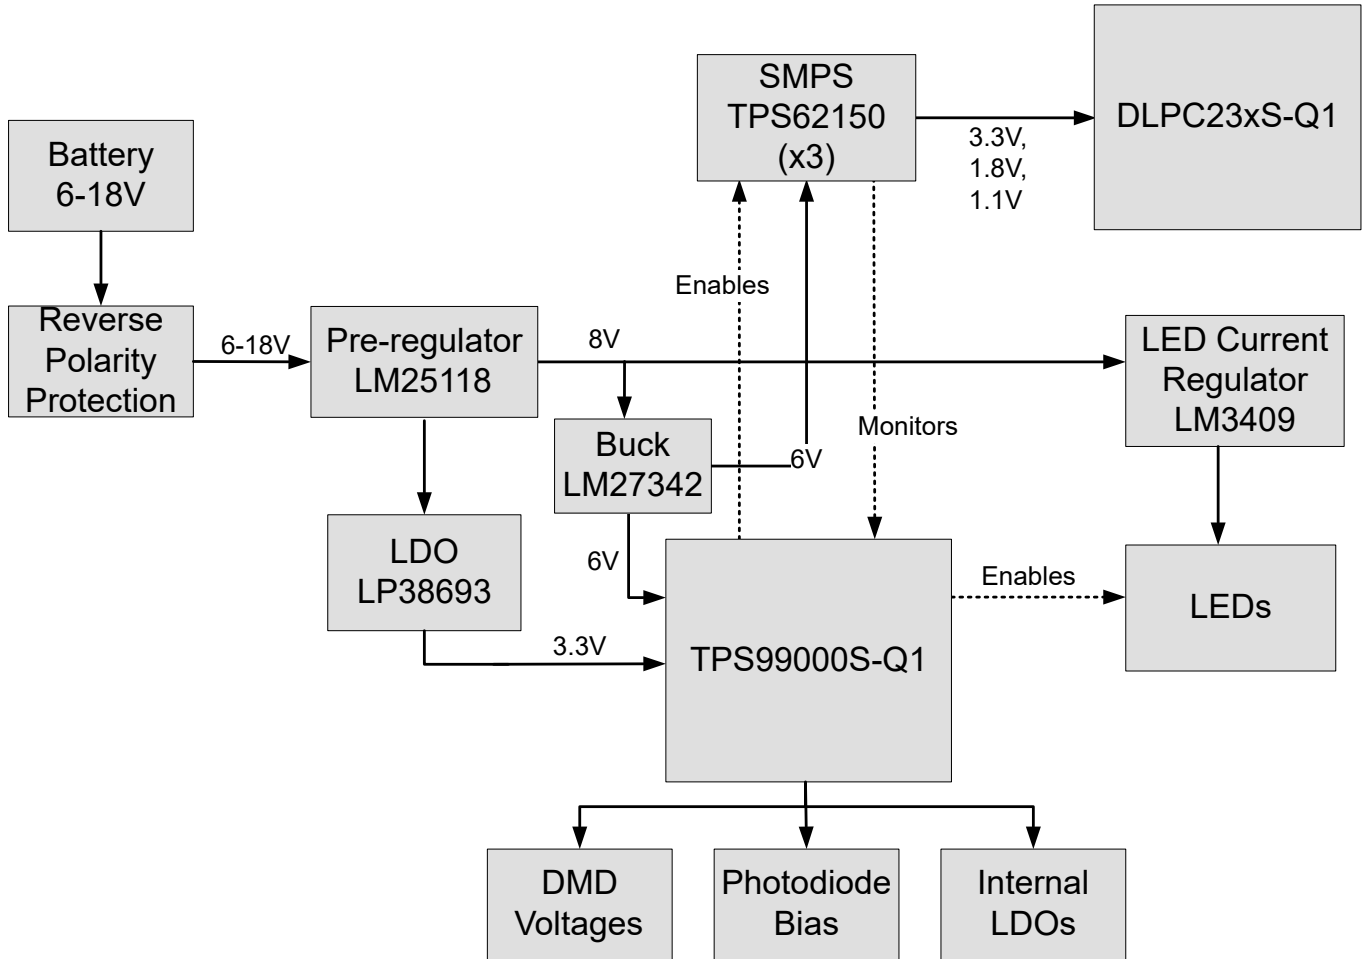 SMPS
TPS62150
(x3)
DLPC23xS-Q1
3.3V,
1.8V,
1.1V
Battery
6-18V
Enables
Reverse
Polarity
Protection
6-18V
Pre-regulator
LM25118
8V
LED Current
Regulator
LM3409
Monitors
Buck
LM27342
6V
LDO
LP38693
6V
Enables
LEDs
3.3V
TPS99000S-Q1
DMD
Voltages
Photodiode
Bias
Internal
LDOs